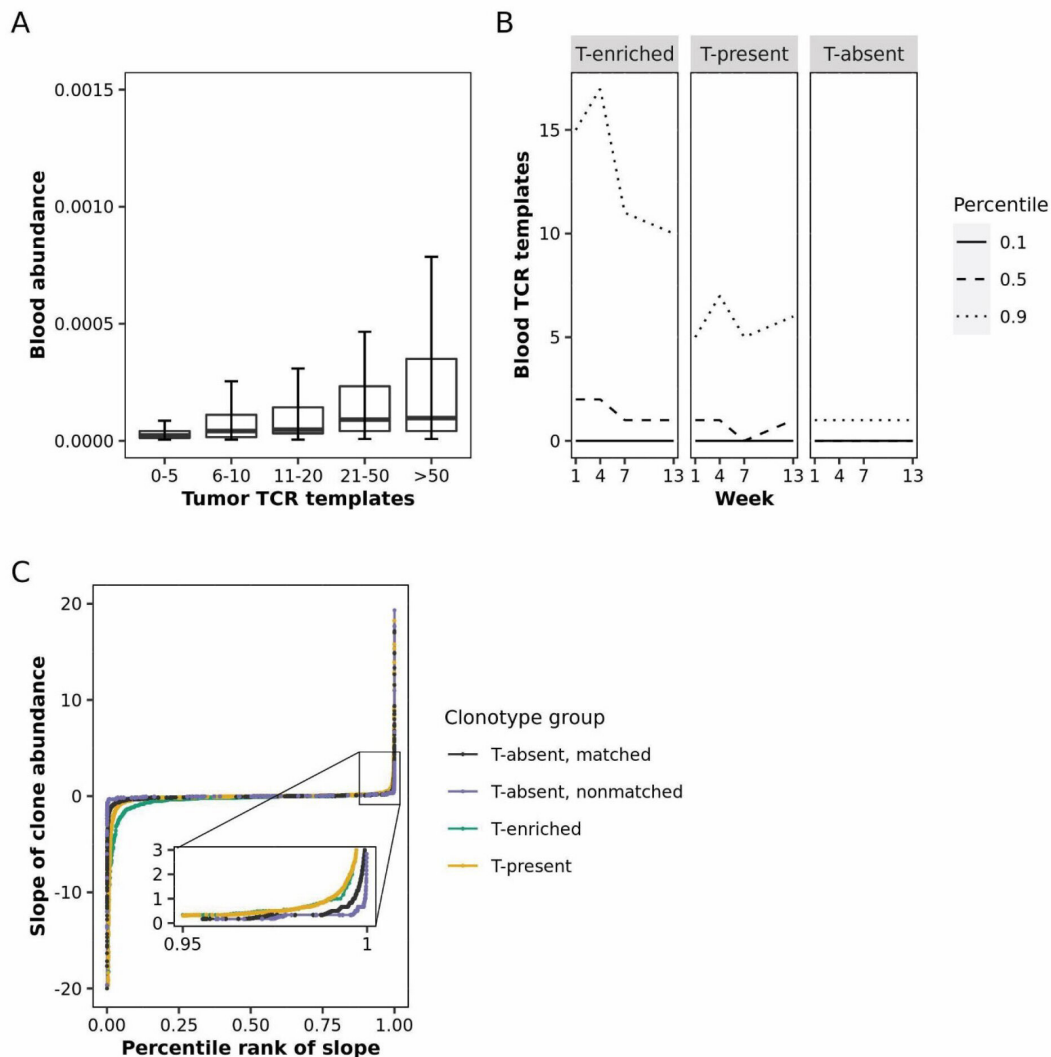 A
Blood abundance
0.0015
0.0010
0.0005
0.0000
0-5 6-10 11-20 21-50 >50
Tumor TCR templates
B
T-enriched T-present T-absent
Blood TCR templates
15
10
5
0
1 4 7 13 1 4 7 13 1 4 7 13
Week
Percentile
0.1
0.5
0.9
C
Slope of clone abundance
20
10
0
-10
-20
3
2
1
0
0.95 1
0.00 0.25 0.50 0.75 1.00
Percentile rank of slope
Clonotype group
T-absent, matched
T-absent, nonmatched
T-enriched
T-present